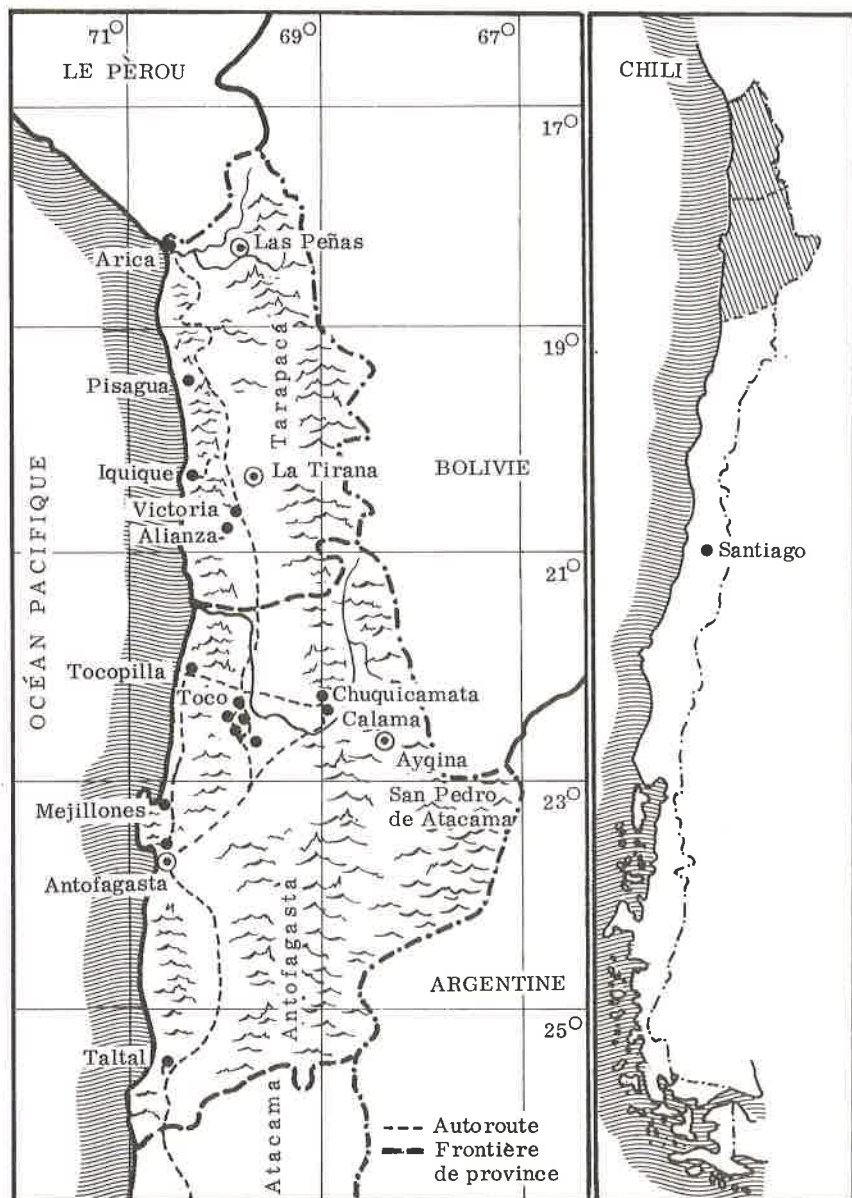 71○
69○
67○
LE PÈROU
CHILI
17○
Las Peñas
Arica
19○
Pisagua
Tarapacá
Iquique
La Tirana
BOLIVIE
Victoria
Alianza
21○
OCÉAN PACIFIQUE
Santiago
Tocopilla
Toco
Chuquicamata
Calama
Ayqina
23○
Mejillones
San Pedro
de Atacama
Antofagasta
Antofagasta
ARGENTINE
25○
Taltal
Atacama
Autoroute
Frontière
de province